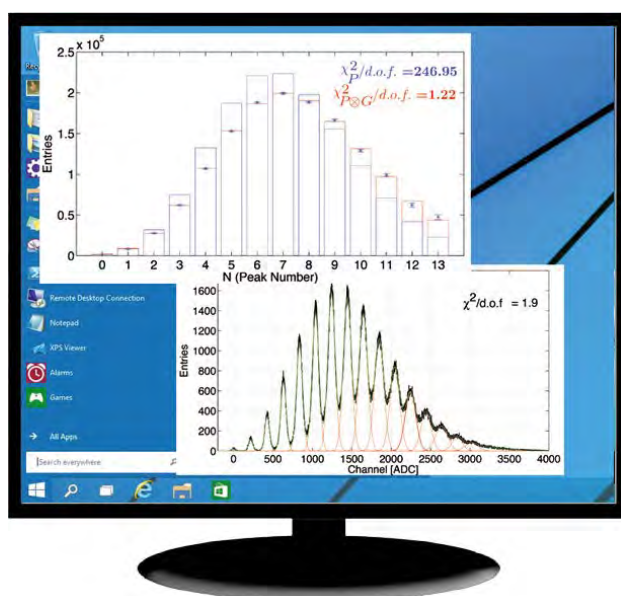 2.5 x 10⁵
χ²_P/d.o.f. =246.95
χ²_P⊗G/d.o.f. =1.22
2
1.5
1
0.5
0
Entries
0 1 2 3 4 5 6 7 8 9 10 11 12 13
N (Peak Number)
χ²/d.o.f = 1.9
1600
1400
1200
1000
800
600
400
200
0
Entries
0 500 1000 1500 2000 2500 3000 3500 4000
Channel [ADC]
Remote Desktop Connection
Notepad
XPS Viewer
Alarms
Games
All Apps
Search everywhere